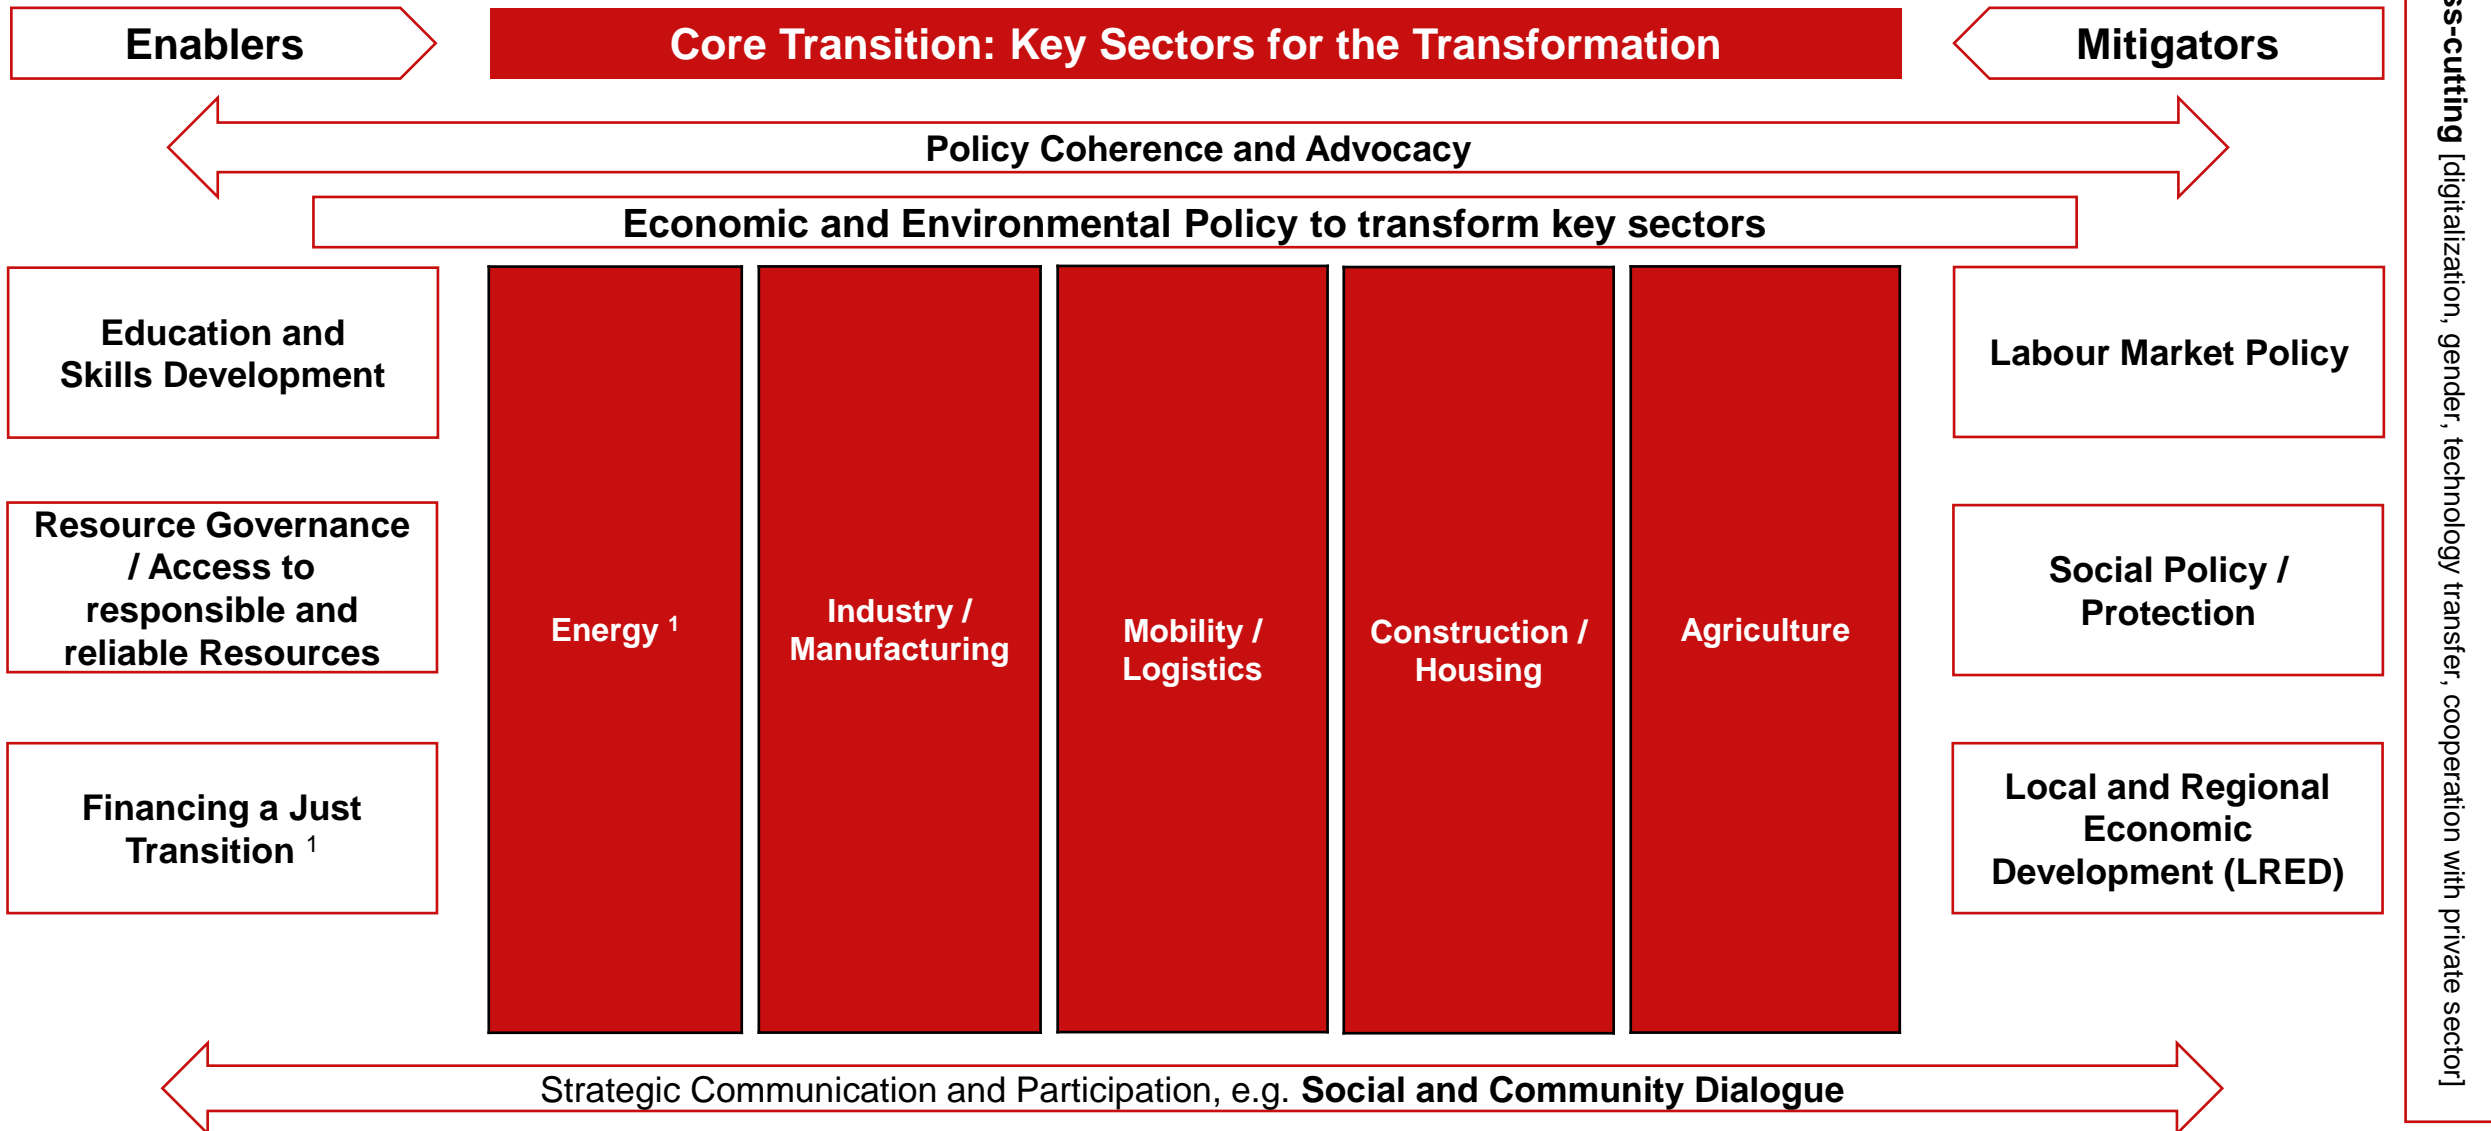 Enablers
Core Transition: Key Sectors for the Transformation
Mitigators
Policy Coherence and Advocacy
Economic and Environmental Policy to transform key sectors
Education and
Skills Development
Resource Governance
/ Access to
responsible and
reliable Resources
Financing a Just
Transition ¹
Energy ¹
Industry /
Manufacturing
Mobility /
Logistics
Construction /
Housing
Agriculture
Labour Market Policy
Social Policy /
Protection
Local and Regional
Economic
Development (LRED)
Strategic Communication and Participation, e.g. Social and Community Dialogue
ss-cutting [digitalization, gender, technology transfer, cooperation with private sector]